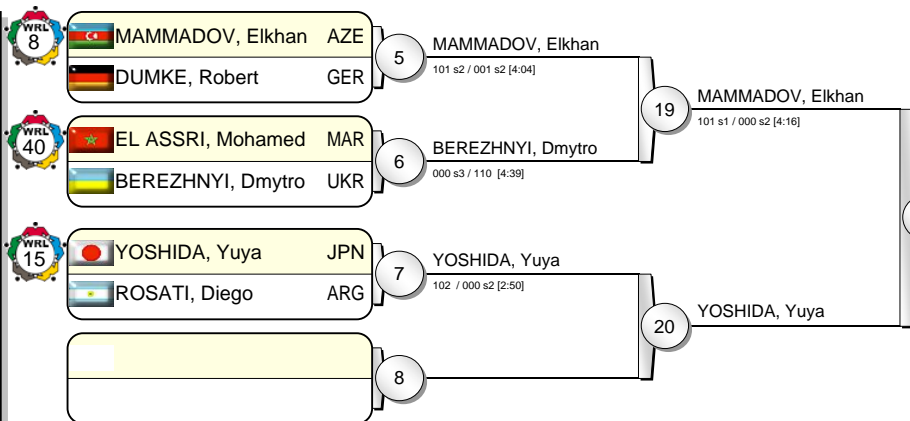 WRL
8
MAMMADOV, Elkhan AZE
DUMKE, Robert GER
5
MAMMADOV, Elkhan
101 s2 / 001 s2 [4:04]
19
MAMMADOV, Elkhan
101 s1 / 000 s2 [4:16]
WRL
40
EL ASSRI, Mohamed MAR
BEREZHNYI, Dmytro UKR
6
BEREZHNYI, Dmytro
000 s3 / 110 [4:39]
WRL
15
YOSHIDA, Yuya JPN
ROSATI, Diego ARG
7
YOSHIDA, Yuya
102 / 000 s2 [2:50]
20
YOSHIDA, Yuya
8